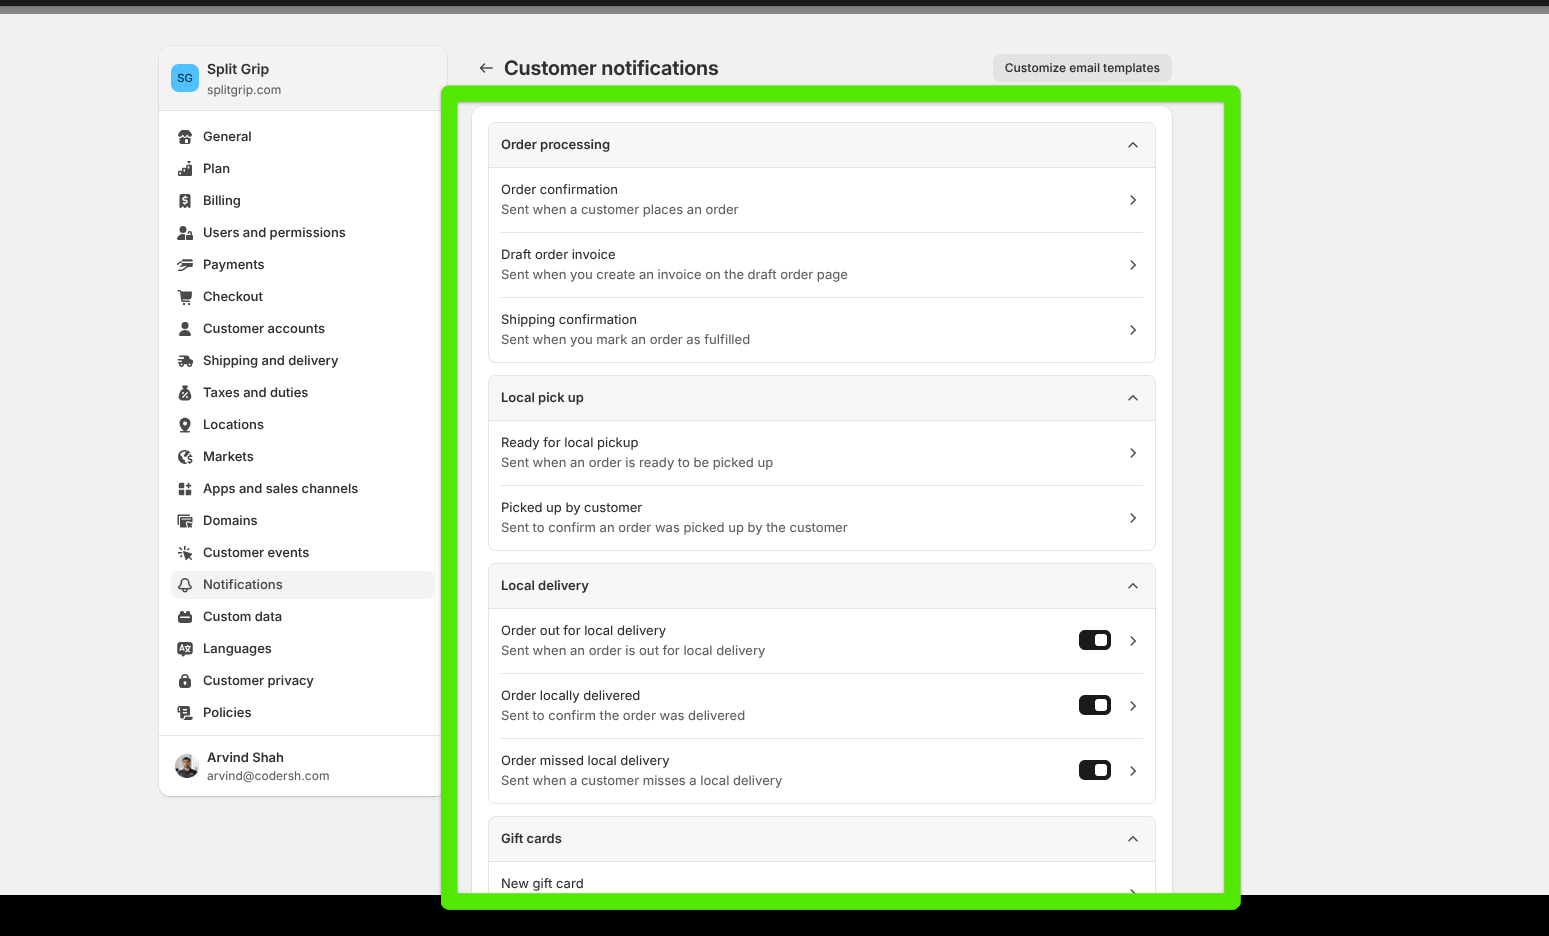 SG
Split Grip
splitgrip.com
General
Plan
Billing
Users and permissions
Payments
Checkout
Customer accounts
Shipping and delivery
Taxes and duties
Locations
Markets
Apps and sales channels
Domains
Customer events
Notifications
Custom data
Languages
Customer privacy
Policies
Arvind Shah
arvind@codersh.com
Customer notifications
Customize email templates
Order processing
Order confirmation
Sent when a customer places an order
Draft order invoice
Sent when you create an invoice on the draft order page
Shipping confirmation
Sent when you mark an order as fulfilled
Local pick up
Ready for local pickup
Sent when an order is ready to be picked up
Picked up by customer
Sent to confirm an order was picked up by the customer
Local delivery
Order out for local delivery
Sent when an order is out for local delivery
Order locally delivered
Sent to confirm the order was delivered
Order missed local delivery
Sent when a customer misses a local delivery
Gift cards
New gift card